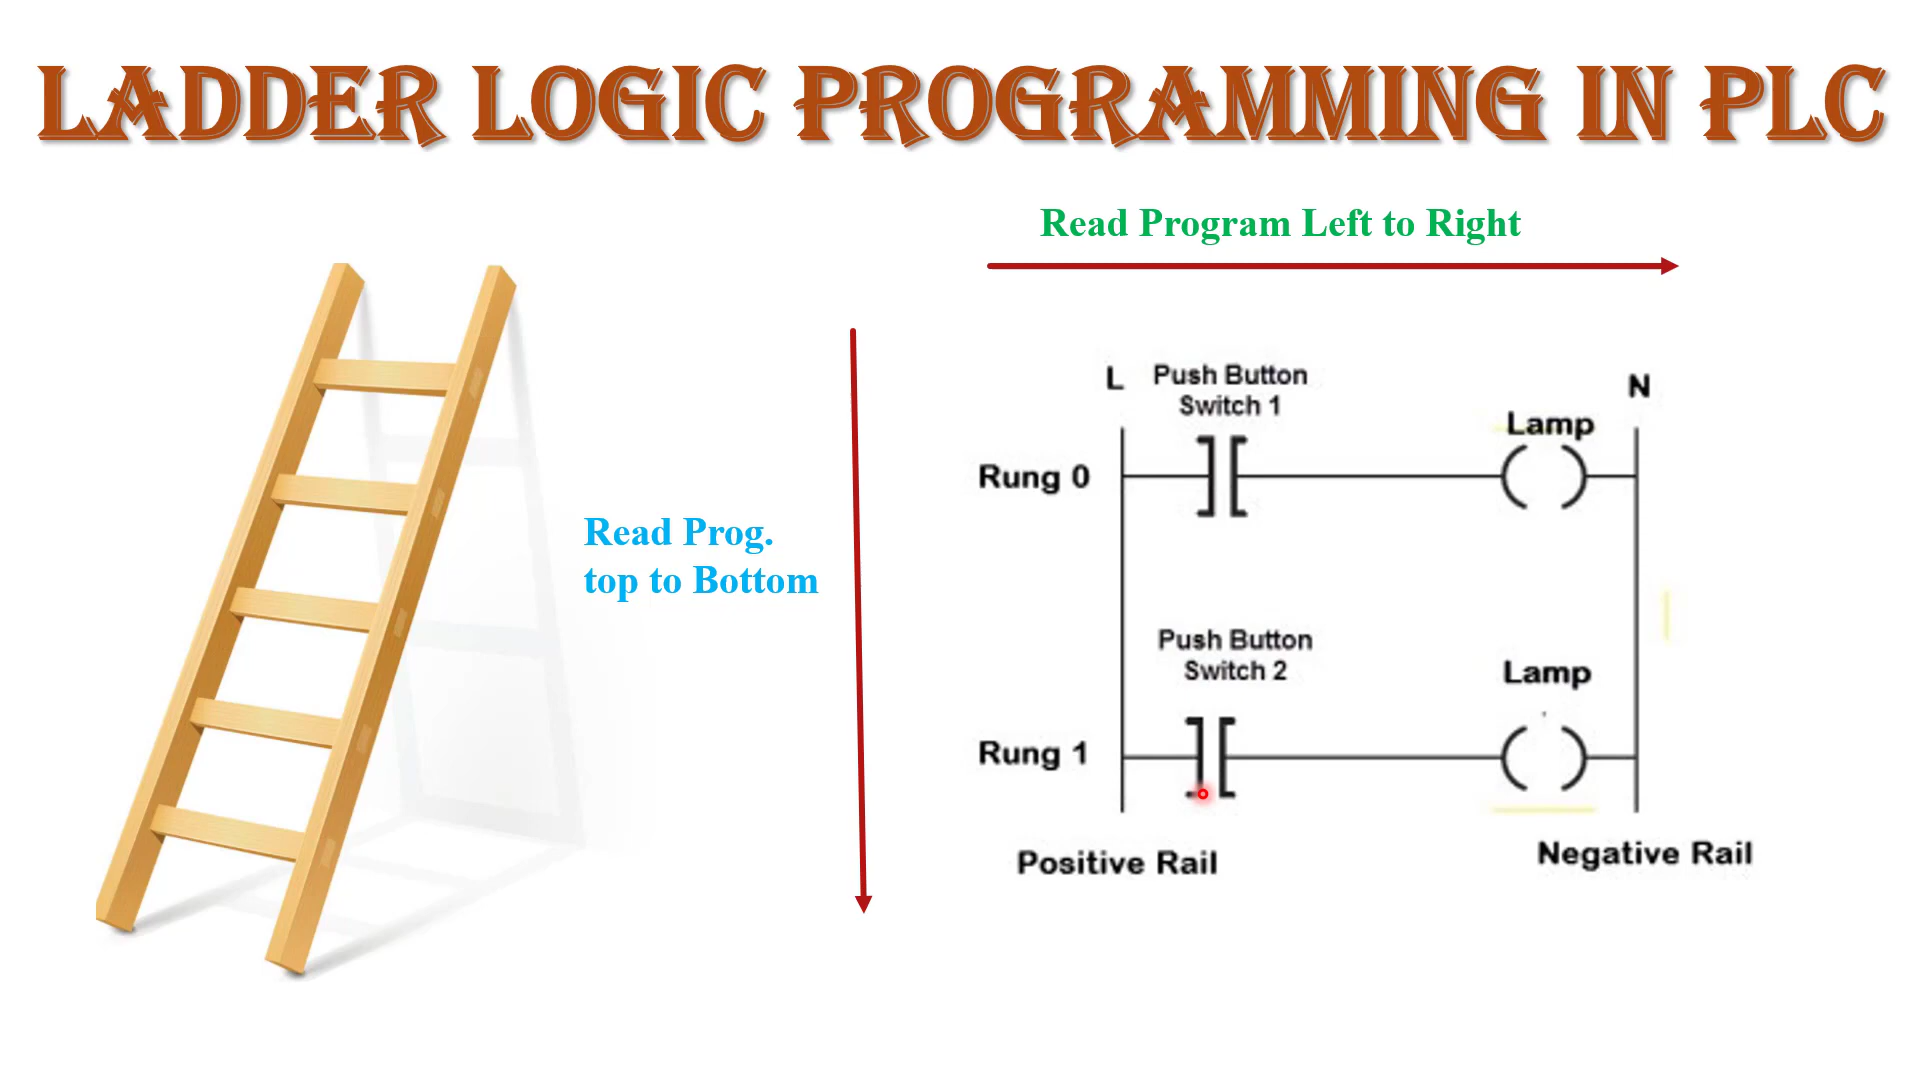 LADDER LOGIC PROGRAMMING IN PLC
Read Program Left to Right
Read Prog.
top to Bottom
L
Push Button
Switch 1
N
Lamp
Rung 0
Push Button
Switch 2
Lamp
Rung 1
Positive Rail
Negative Rail